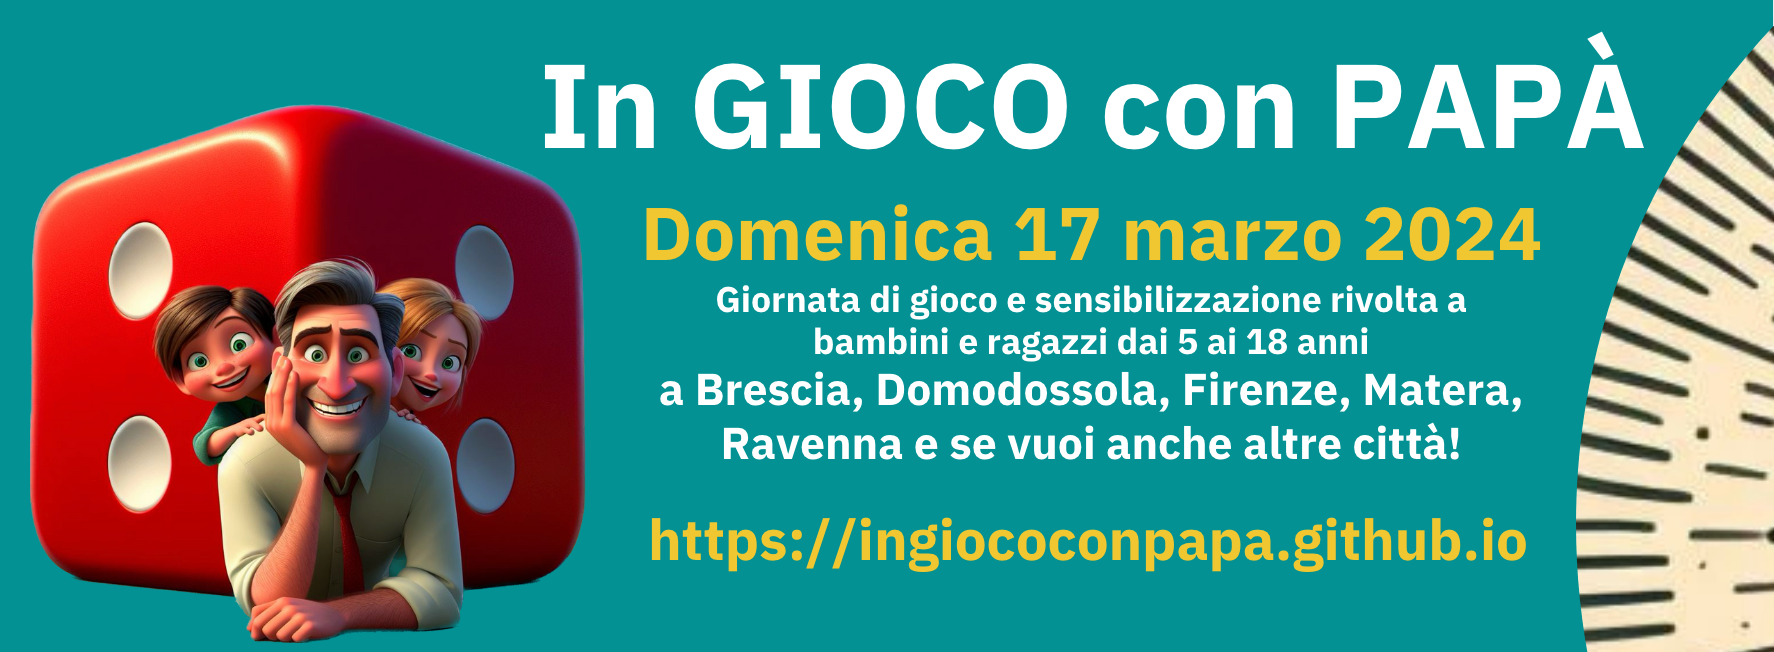 In GIOCO con PAPÀ
Domenica 17 marzo 2024
Giornata di gioco e sensibilizzazione rivolta a
bambini e ragazzi dai 5 ai 18 anni
a Brescia, Domodossola, Firenze, Matera,
Ravenna e se vuoi anche altre città!
https://ingiococonpapa.github.io